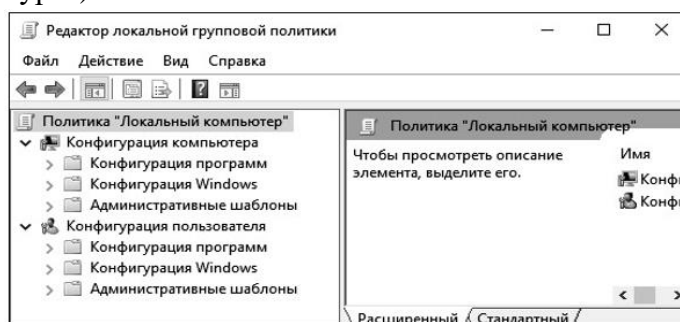 Редактор локальной групповой политики
Файл Действие Вид Справка
Политика "Локальный компьютер"
Конфигурация компьютера
Конфигурация программ
Конфигурация Windows
Административные шаблоны
Конфигурация пользователя
Конфигурация программ
Конфигурация Windows
Административные шаблоны
Политика "Локальный компьютер"
Чтобы просмотреть описание
элемента, выделите его.
Имя
Конф
Конф
Расширенный Стандартный